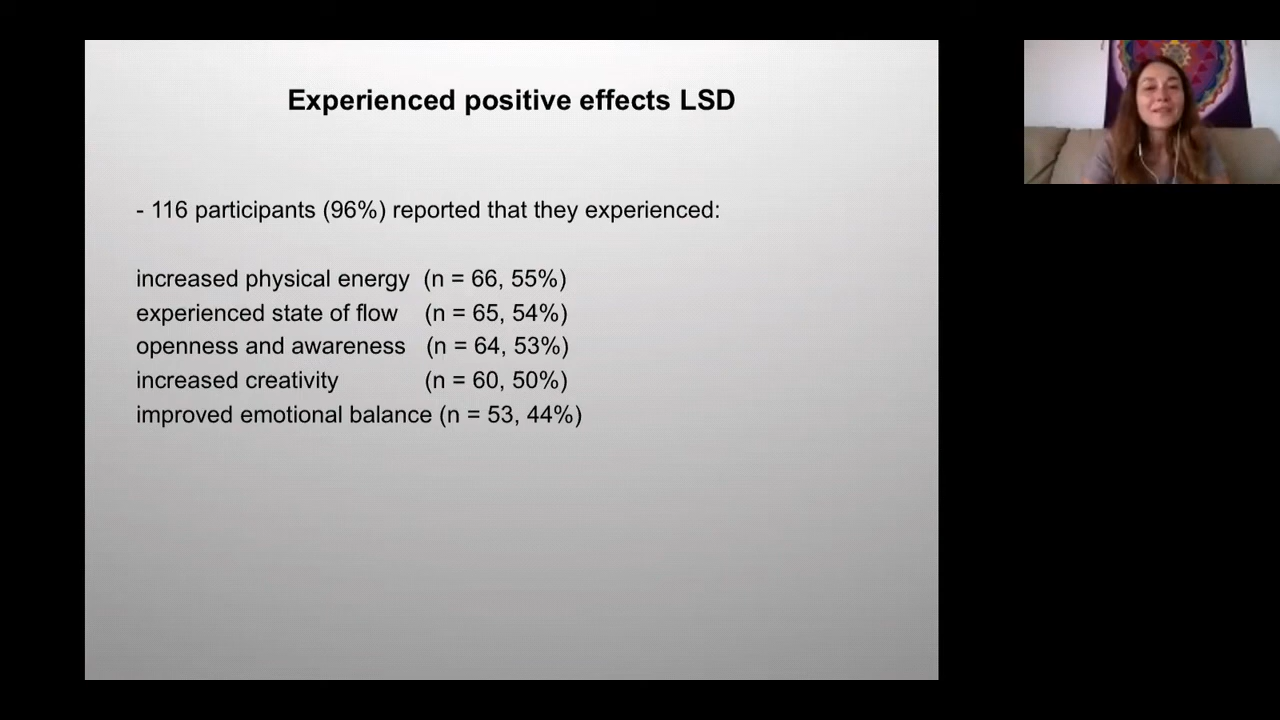 Experienced positive effects LSD
- 116 participants (96%) reported that they experienced:
increased physical energy (n = 66, 55%)
experienced state of flow (n = 65, 54%)
openness and awareness (n = 64, 53%)
increased creativity (n = 60, 50%)
improved emotional balance (n = 53, 44%)